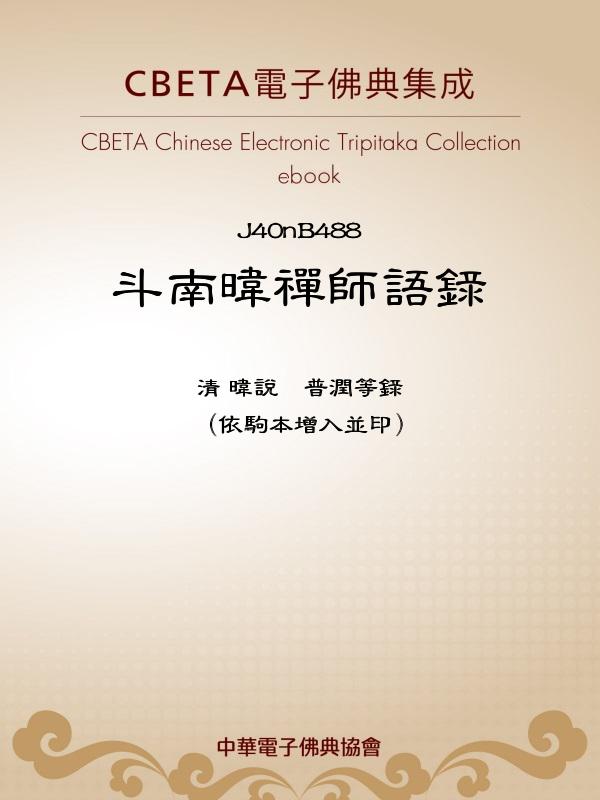 CBETA電子佛典集成
CBETA Chinese Electronic Tripitaka Collection
ebook
J40nB488
斗南暐禪師語錄
清 暐說　普潤等錄
（依駒本增入並印）
中華電子佛典協會